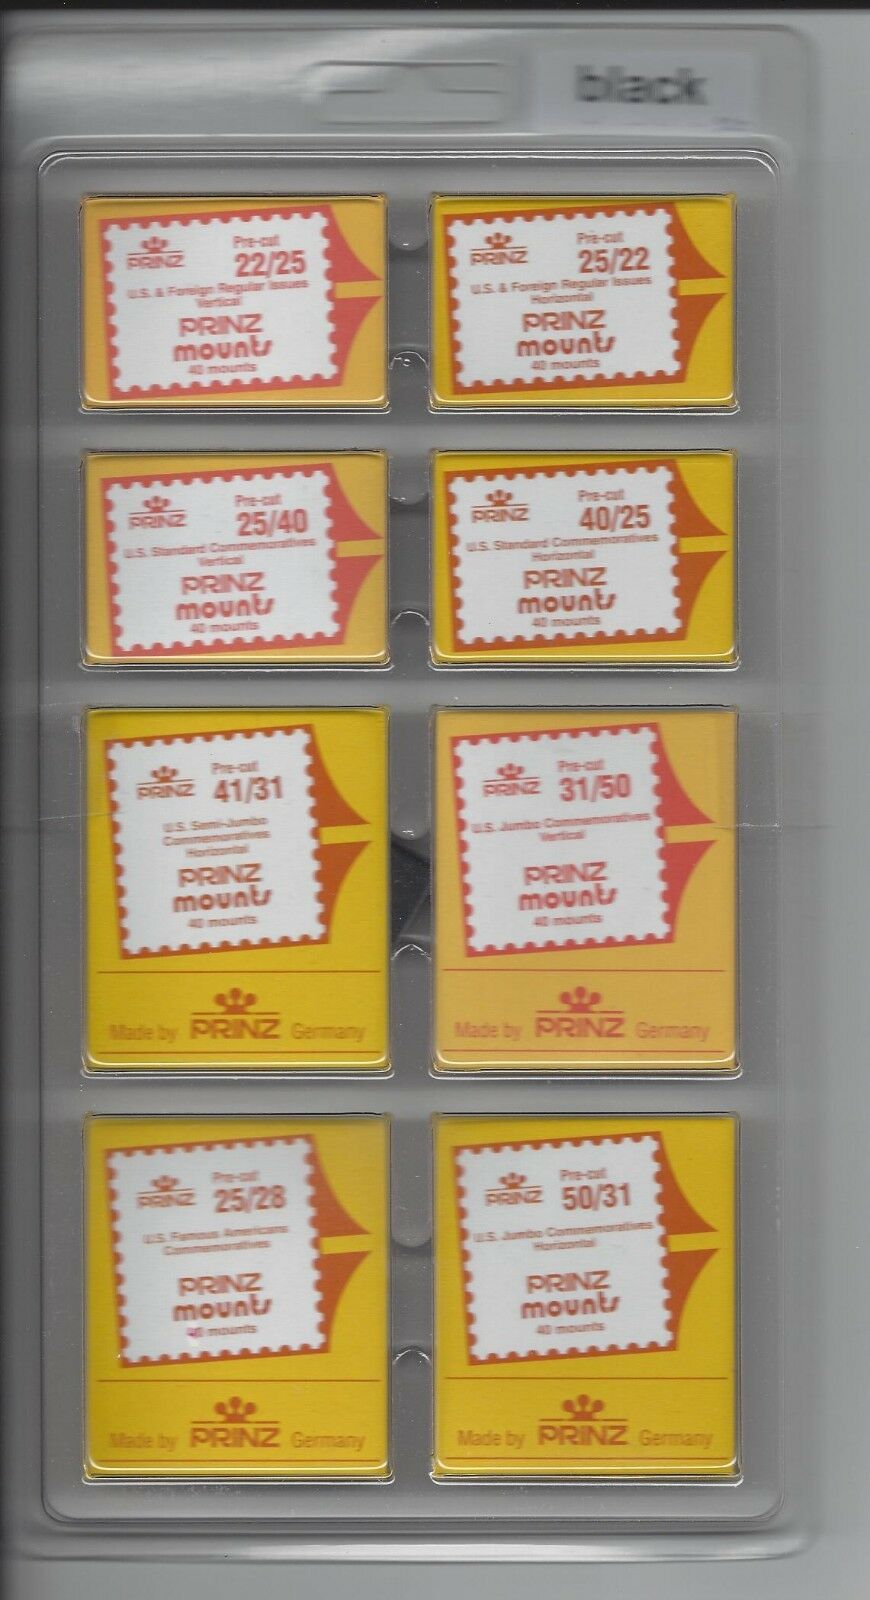 black
PRINZ
Pre-cut
22/25
U.S. & Foreign Regular Issues
Vertical
PRINZ
mounts
40 mounts
PRINZ
Pre-cut
25/22
U.S. & Foreign Regular Issues
Horizontal
PRINZ
mounts
40 mounts
PRINZ
Pre-cut
25/40
U.S. Standard Commemoratives
Vertical
PRINZ
mounts
40 mounts
PRINZ
Pre-cut
40/25
U.S. Standard Commemoratives
Horizontal
PRINZ
mounts
40 mounts
PRINZ
Pre-cut
41/31
U.S. Semi-Jumbo
Commemoratives
Horizontal
PRINZ
mounts
40 mounts
Made by PRINZ Germany
PRINZ
Pre-cut
31/50
U.S. Jumbo Commemoratives
Vertical
PRINZ
mounts
40 mounts
Made by PRINZ Germany
PRINZ
Pre-cut
25/28
U.S. Famous Americans
Commemoratives
PRINZ
mounts
40 mounts
Made by PRINZ Germany
PRINZ
Pre-cut
50/31
U.S. Jumbo Commemoratives
Horizontal
PRINZ
mounts
40 mounts
Made by PRINZ Germany